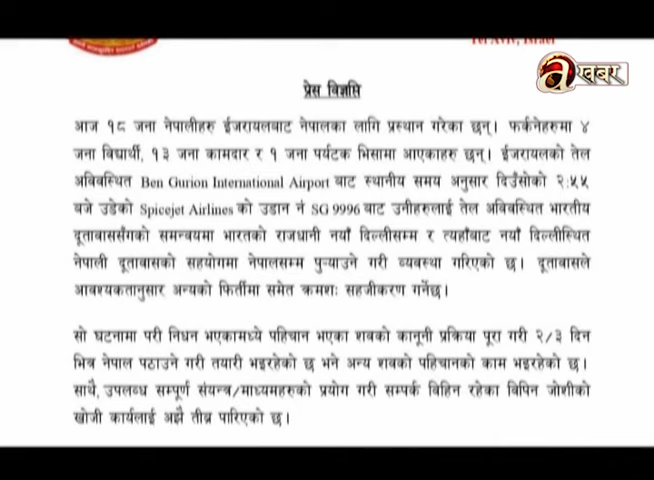 Tel Aviv, Israel
a खबर
प्रेस विज्ञप्ति
आज १८ जना नेपालीहरु ईजरायलबाट नेपालका लागि प्रस्थान गरेका छन्। फर्कनेहरुमा ४
जना विद्यार्थी, १३ जना कामदार र १ जना पर्यटक भिसामा आएकाहरु छन्। ईजरायलको तेल
अबिवस्थित Ben Gurion International Airport बाट स्थानीय समय अनुसार दिउँसोको २:५५
बजे उडेको Spicejet Airlines को उडान नं SG 9996 बाट उनीहरुलाई तेल अबिवस्थित भारतीय
दूतावाससँगको समन्वयमा भारतको राजधानी नयाँ दिल्लीसम्म र त्यहाँबाट नयाँ दिल्लीस्थित
नेपाली दूतावासको सहयोगमा नेपालसम्म पुऱ्याउने गरी व्यवस्था गरिएको छ। दूतावासले
आवश्यकतानुसार अन्यको फिर्तीमा समेत क्रमशः सहजीकरण गर्नेछ।
सो घटनामा परी निधन भएकामध्ये पहिचान भएका शवको कानूनी प्रक्रिया पूरा गरी २/३ दिन
भित्र नेपाल पठाउने गरी तयारी भइरहेको छ भने अन्य शवको पहिचानको काम भइरहेको छ।
साथै, उपलब्ध सम्पूर्ण संयन्त्र/माध्यमहरुको प्रयोग गरी सम्पर्क विहिन रहेका बिपिन जोशीको
खोजी कार्यलाई अझै तीब्र पारिएको छ।